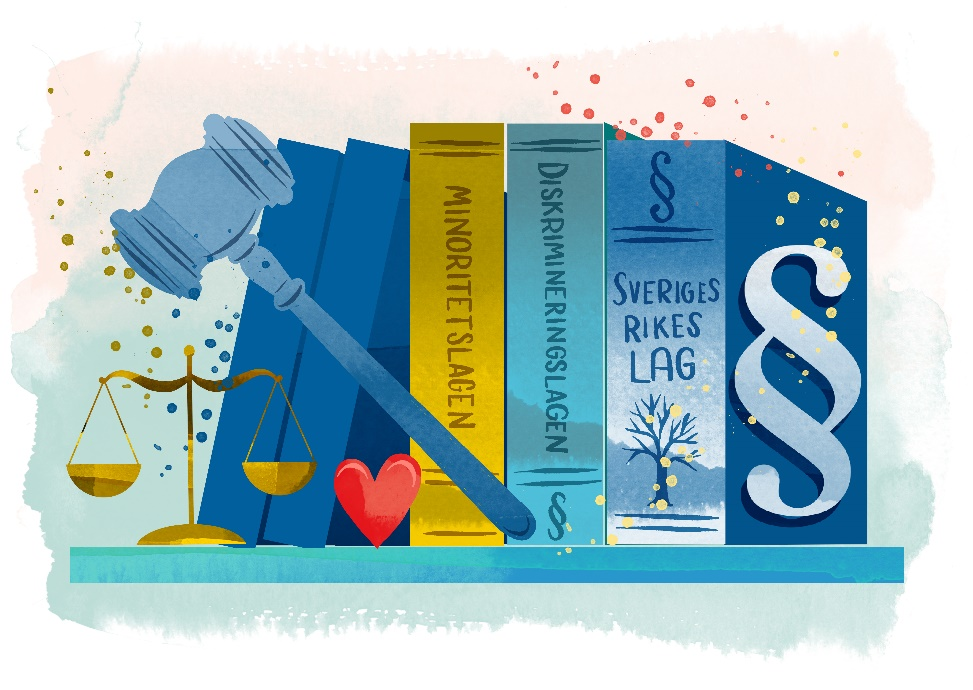 MINORITETSLAGEN
DISKRIMINERINGSLAGEN
§
§
SVERIGES
RIKES
LAG
§